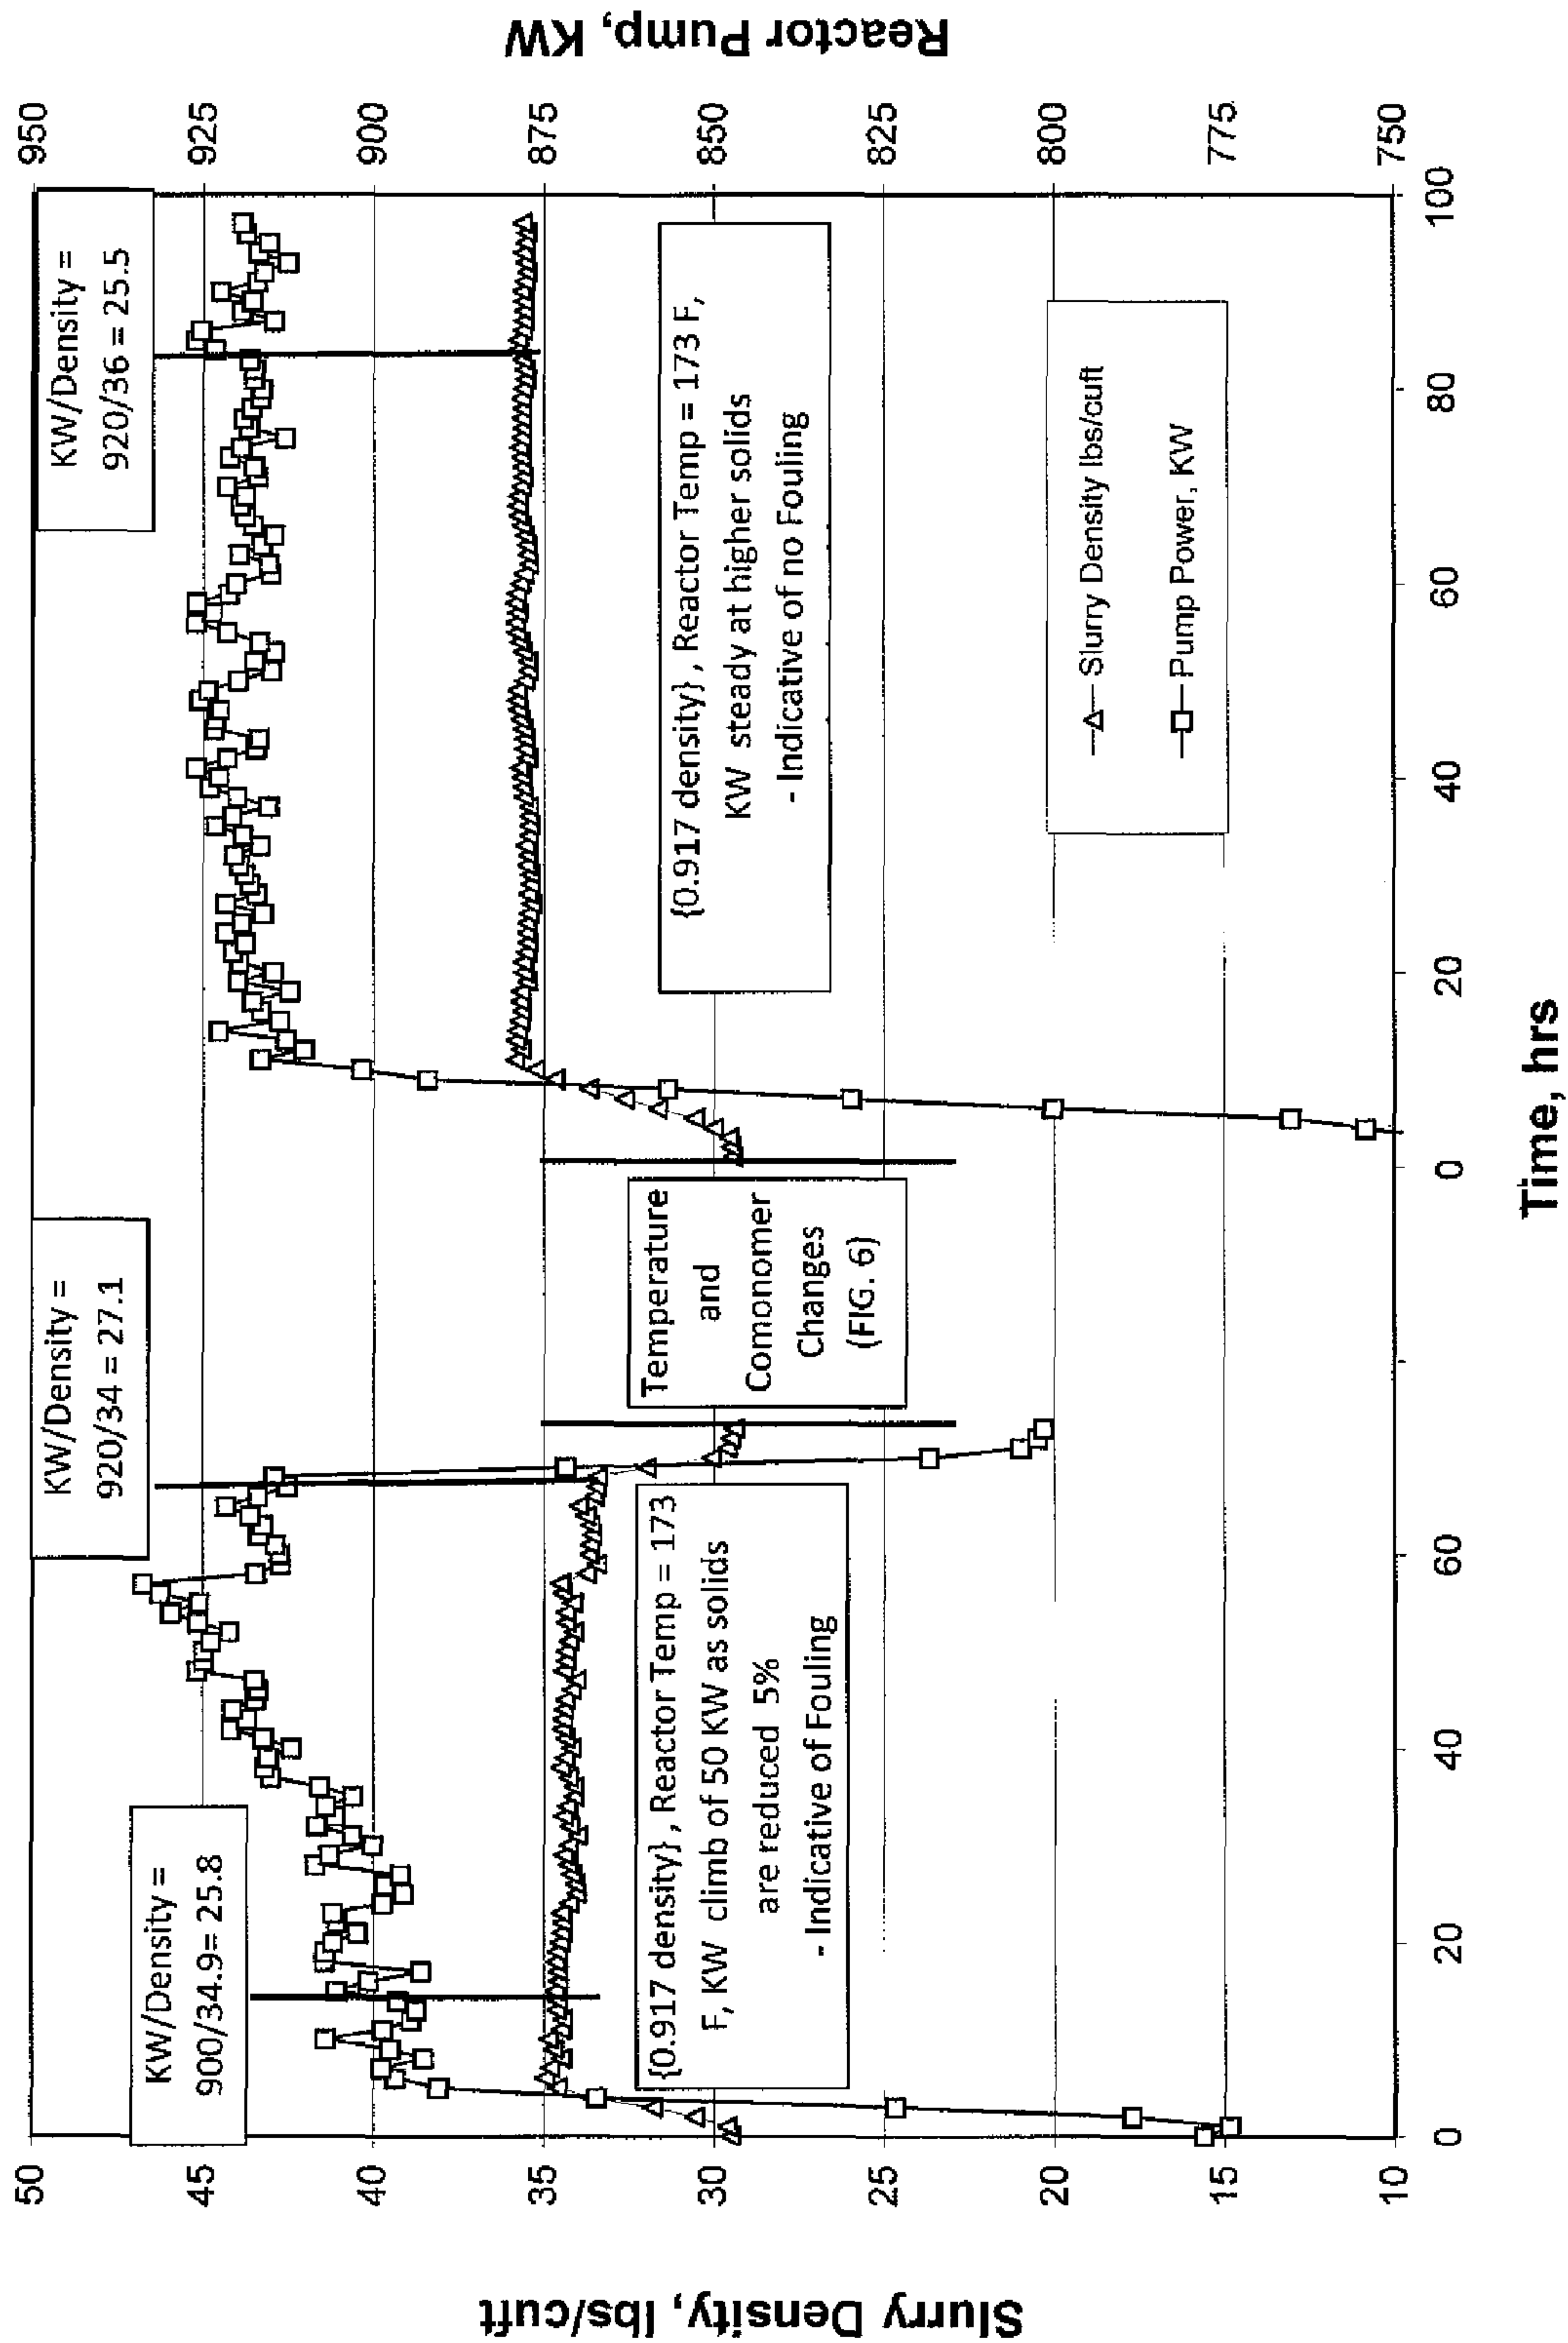 Slurry Density, lbs/cuft
50
45
40
35
30
25
20
15
10
KW/Density =
900/34.9= 25.8
KW/Density =
920/34 = 27.1
KW/Density =
920/36 = 25.5
{0.917 density} , Reactor Temp = 173
F, KW climb of 50 KW as solids
are reduced 5%
- Indicative of Fouling
Temperature
and
Comonomer
Changes
(FIG. 6)
{0.917 density} , Reactor Temp = 173 F,
KW steady at higher solids
- Indicative of no Fouling
Slurry Density lbs/cuft
Pump Power, KW
0
20
40
60
0
20
40
60
80
100
Time, hrs
950
925
900
875
850
825
800
775
750
Reactor Pump, KW